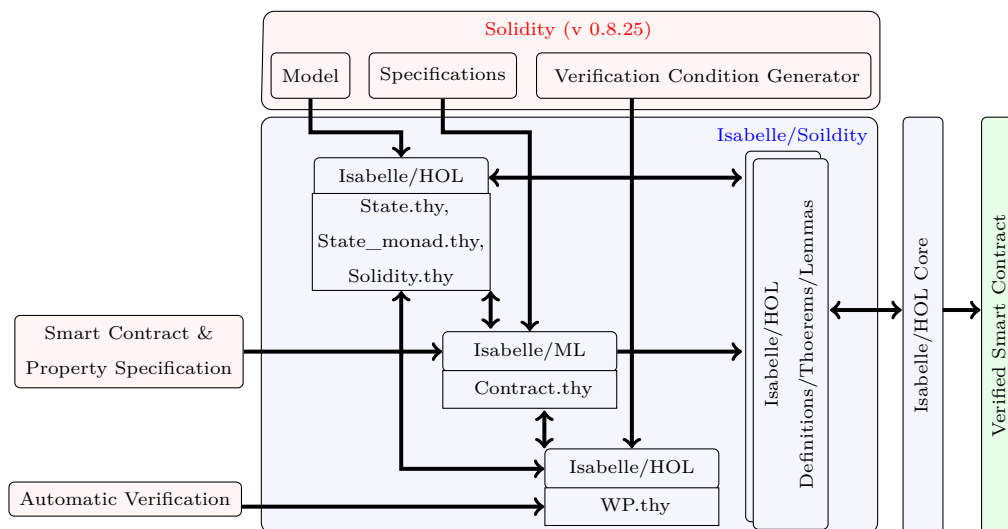 Solidity (v 0.8.25)
Model
Specifications
Verification Condition Generator
Isabelle/Soildity
Isabelle/HOL
State.thy,
State_monad.thy,
Solidity.thy
Smart Contract &
Property Specification
Isabelle/ML
Contract.thy
Isabelle/HOL
WP.thy
Automatic Verification
Isabelle/HOL
Definitions/Thoerems/Lemmas
Isabelle/HOL Core
Verified Smart Contract